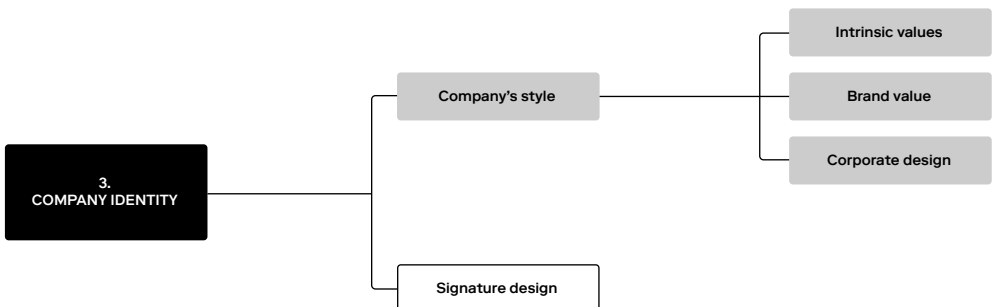 Intrinsic values
Company's style
Brand value
Corporate design
3.
COMPANY IDENTITY
Signature design